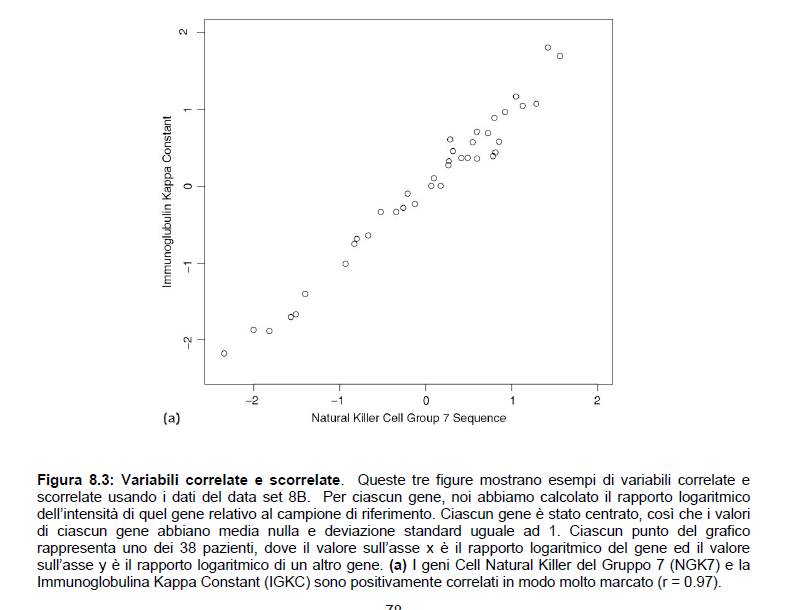 2
1
0
−1
−2
Immunoglubulin Kappa Constant
−2 −1 0 1 2
(a) Natural Killer Cell Group 7 Sequence
Figura 8.3: Variabili correlate e scorrelate. Queste tre figure mostrano esempi di variabili correlate e
scorrelate usando i dati del data set 8B. Per ciascun gene, noi abbiamo calcolato il rapporto logaritmico
dell'intensità di quel gene relativo al campione di riferimento. Ciascun gene è stato centrato, così che i valori
di ciascun gene abbiano media nulla e deviazione standard uguale ad 1. Ciascun punto del grafico
rappresenta uno dei 38 pazienti, dove il valore sull'asse x è il rapporto logaritmico del gene ed il valore
sull'asse y è il rapporto logaritmico di un altro gene. (a) I geni Cell Natural Killer del Gruppo 7 (NGK7) e la
Immunoglobulina Kappa Constant (IGKC) sono positivamente correlati in modo molto marcato (r = 0.97).